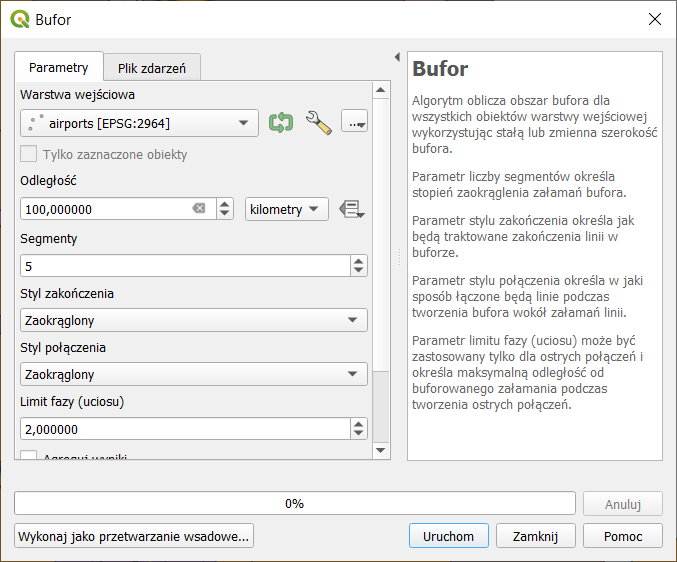 Bufor
Parametry
Plik zdarzeń
Warstwa wejściowa
airports [EPSG:2964]
...
Tylko zaznaczone obiekty
Odległość
100,000000
kilometry
Segmenty
5
Styl zakończenia
Zaokrąglony
Styl połączenia
Zaokrąglony
Limit fazy (uciosu)
2,000000
Agreguj wyniki
Bufor
Algorytm oblicza obszar bufora dla
wszystkich obiektów warstwy wejściowej
wykorzystując stałą lub zmienna szerokość
bufora.
Parametr liczby segmentów określa
stopień zaokrąglenia załamań bufora.
Parametr stylu zakończenia określa jak
będą traktowane zakończenia linii w
buforze.
Parametr stylu połączenia określa w jaki
sposób łączone będą linie podczas
tworzenia bufora wokół załamań linii.
Parametr limitu fazy (uciosu) może być
zastosowany tylko dla ostrych połączeń i
określa maksymalną odległość od
buforowanego załamania podczas
tworzenia ostrych połączeń.
0%
Anuluj
Wykonaj jako przetwarzanie wsadowe...
Uruchom
Zamknij
Pomoc